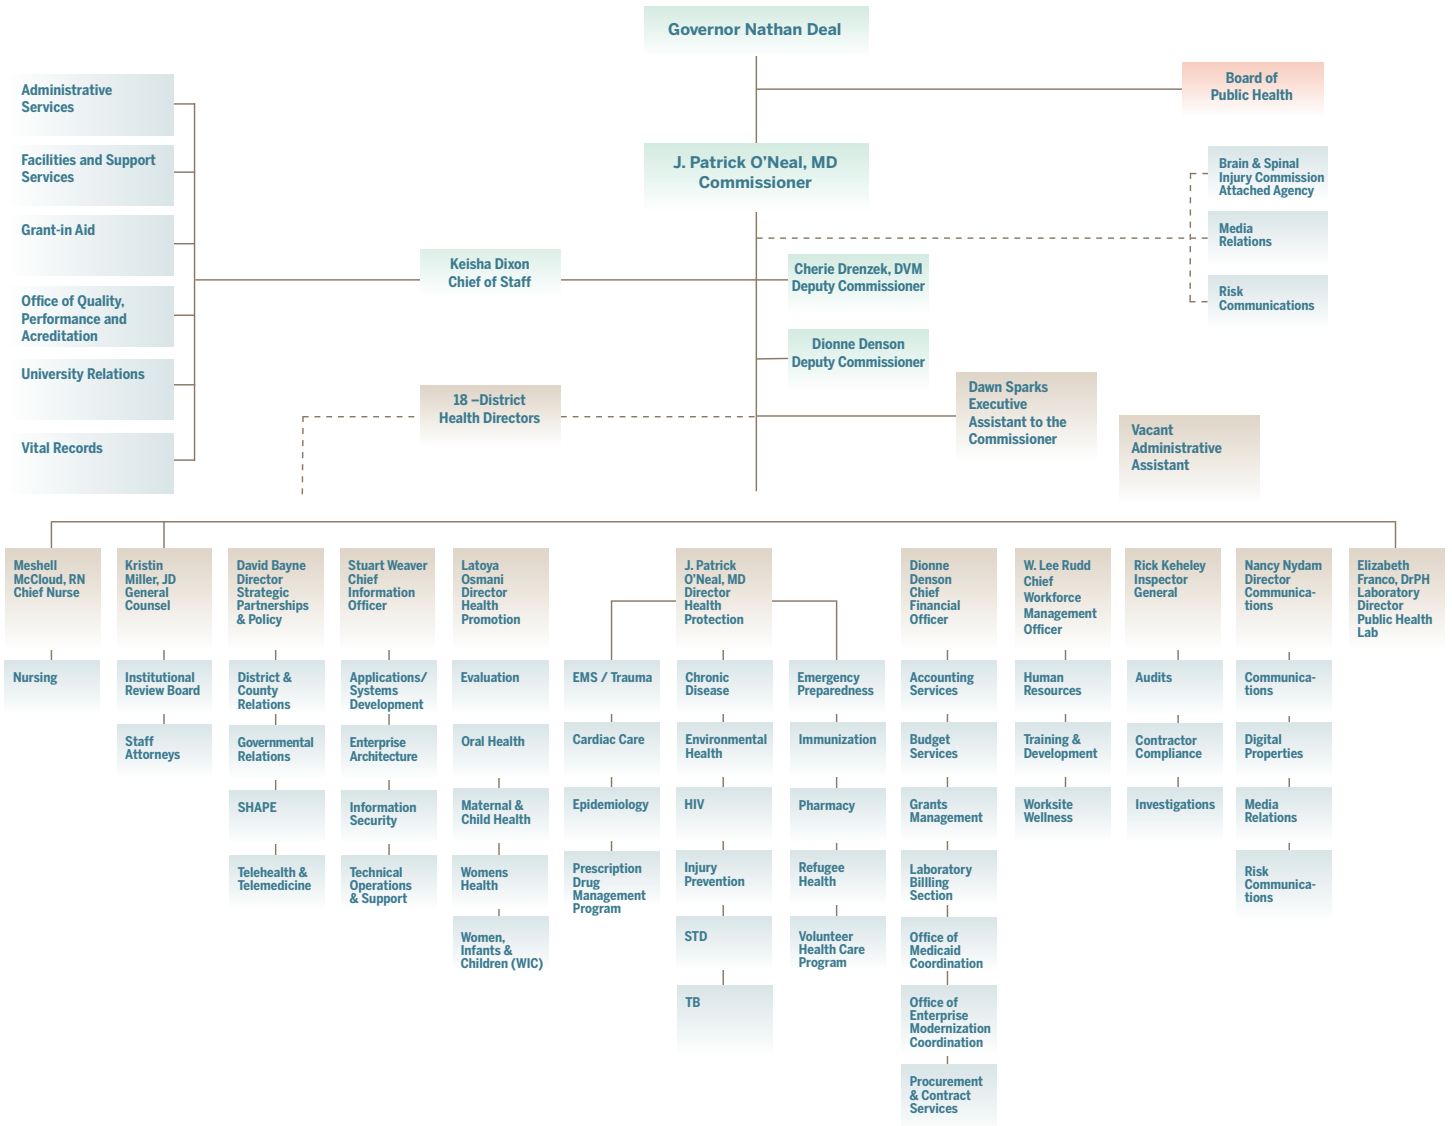 Governor Nathan Deal
Board of
Public Health
Administrative
Services
Facilities and Support
Services
Grant-in Aid
Office of Quality,
Performance and
Acreditation
University Relations
Vital Records
J. Patrick O’Neal, MD
Commissioner
Brain & Spinal
Injury Commission
Attached Agency
Media
Relations
Risk
Communications
Keisha Dixon
Chief of Staff
Cherie Drenzek, DVM
Deputy Commissioner
Dionne Denson
Deputy Commissioner
18 –District
Health Directors
Dawn Sparks
Executive
Assistant to the
Commissioner
Vacant
Administrative
Assistant
Meshell
McCloud, RN
Chief Nurse
Nursing
Kristin
Miller, JD
General
Counsel
Institutional
Review Board
Staff
Attorneys
David Bayne
Director
Strategic
Partnerships
& Policy
District &
County
Relations
Governmental
Relations
SHAPE
Telehealth &
Telemedicine
Stuart Weaver
Chief
Information
Officer
Applications/
Systems
Development
Enterprise
Architecture
Information
Security
Technical
Operations
& Support
Latoya
Osmani
Director
Health
Promotion
Evaluation
Oral Health
Maternal &
Child Health
Womens
Health
Women,
Infants &
Children (WIC)
J. Patrick
O’Neal, MD
Director
Health
Protection
EMS / Trauma
Cardiac Care
Epidemiology
Prescription
Drug
Management
Program
Chronic
Disease
Environmental
Health
HIV
Injury
Prevention
STD
TB
Emergency
Preparedness
Immunization
Pharmacy
Refugee
Health
Volunteer
Health Care
Program
Dionne
Denson
Chief
Financial
Officer
Accounting
Services
Budget
Services
Grants
Management
Laboratory
Billling
Section
Office of
Medicaid
Coordination
Office of
Enterprise
Modernization
Coordination
Procurement
& Contract
Services
W. Lee Rudd
Chief
Workforce
Management
Officer
Human
Resources
Training &
Development
Worksite
Wellness
Rick Keheley
Inspector
General
Audits
Contractor
Compliance
Investigations
Nancy Nydam
Director
Communica-
tions
Communica-
tions
Digital
Properties
Media
Relations
Risk
Communica-
tions
Elizabeth
Franco, DrPH
Laboratory
Director
Public Health
Lab